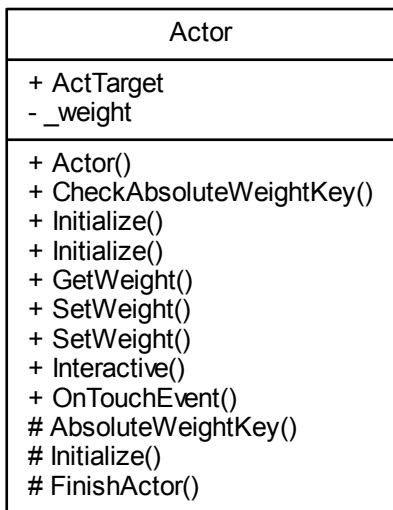 Actor
+ ActTarget
- _weight
+ Actor()
+ CheckAbsoluteWeightKey()
+ Initialize()
+ Initialize()
+ GetWeight()
+ SetWeight()
+ SetWeight()
+ Interactive()
+ OnTouchEvent()
# AbsoluteWeightKey()
# Initialize()
# FinishActor()